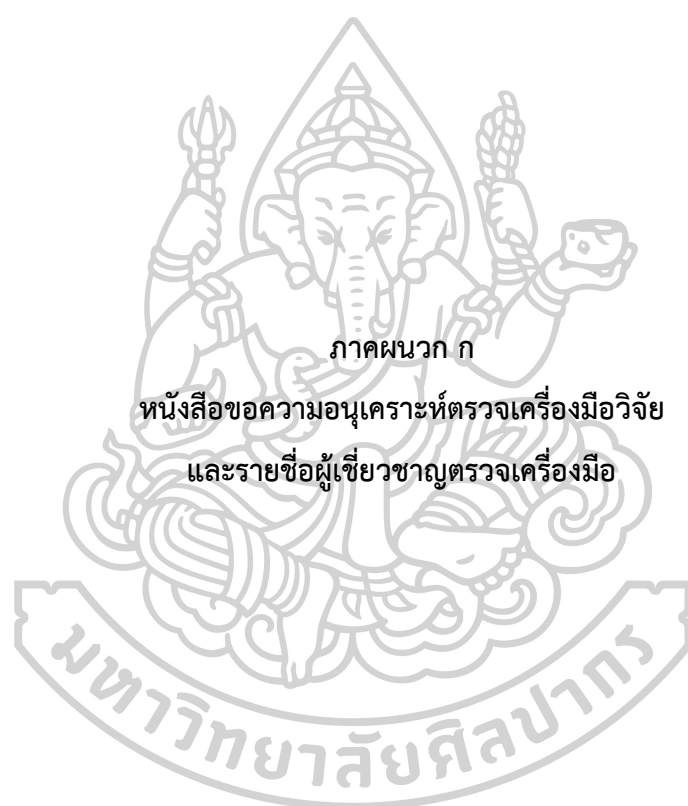 ภาคผนวก ก
หนังสือขอความอนุเคราะห์ตรวจเครื่องมือวิจัย
และรายชื่อผู้เชี่ยวชาญตรวจเครื่องมือ
มหาวิทยาลัยศิลปากร